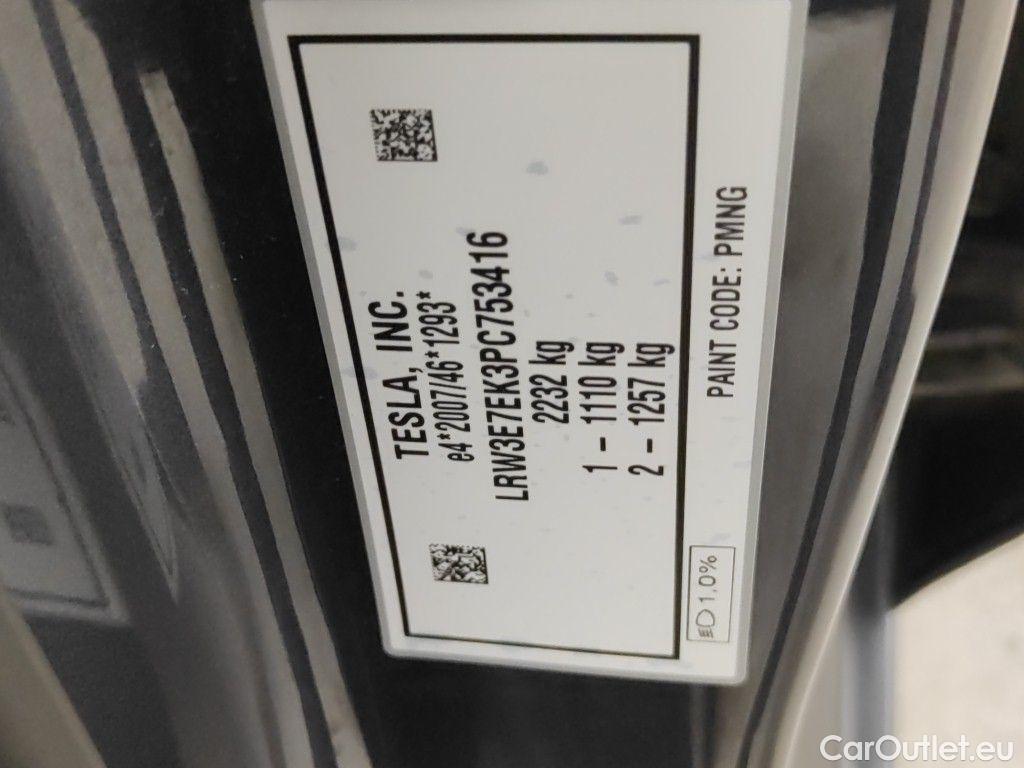 TESLA, INC.
e4*2007/46*1293*
LRW3E7EK3PC753416
2232 kg
1 - 1110 kg
2 - 1257 kg
1,0%
PAINT CODE: PMNG
CarOutlet.eu